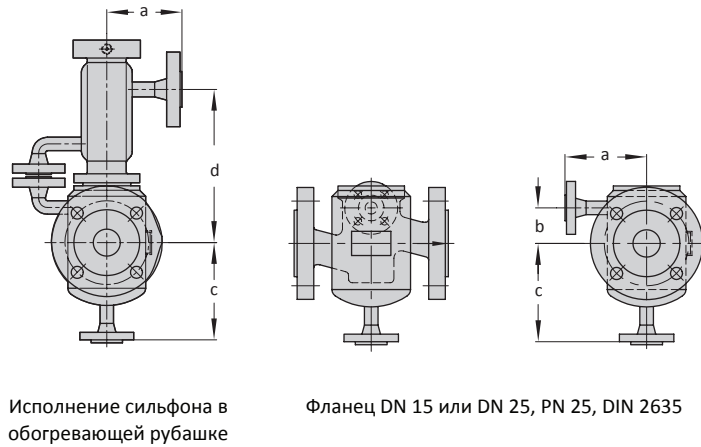 a
d
c
a
b
c
Исполнение сильфона в
обогревающей рубашке
Фланец DN 15 или DN 25, PN 25, DIN 2635